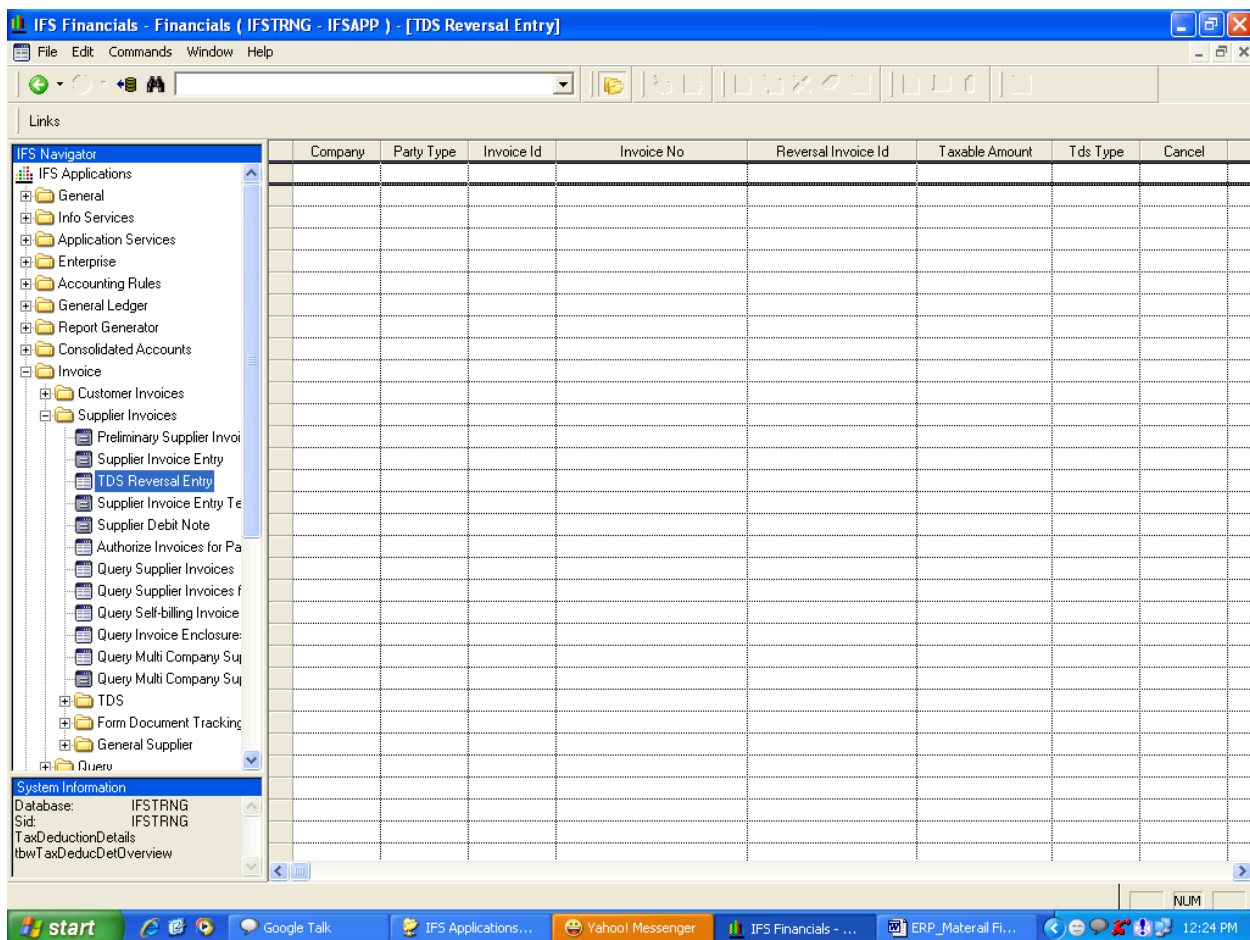 IFS Financials - Financials ( IFSTRNG - IFSAPP ) - [TDS Reversal Entry]
File Edit Commands Window Help
Links
IFS Navigator
Company Party Type Invoice Id Invoice No Reversal Invoice Id Taxable Amount Tds Type Cancel
IFS Applications
General
Info Services
Application Services
Enterprise
Accounting Rules
General Ledger
Report Generator
Consolidated Accounts
Invoice
Customer Invoices
Supplier Invoices
Preliminary Supplier Invoi
Supplier Invoice Entry
TDS Reversal Entry
Supplier Invoice Entry Te
Supplier Debit Note
Authorize Invoices for Pa
Query Supplier Invoices
Query Supplier Invoices f
Query Self-billing Invoice
Query Invoice Enclosure
Query Multi Company Sup
Query Multi Company Sup
TDS
Form Document Tracking
General Supplier
Query
System Information
Database: IFSTRNG
Sid: IFSTRNG
TaxDeductionDetails
tbwTaxDeducDetOverview
NUM
start Google Talk IFS Applications... Yahoo! Messenger IFS Financials - ... ERP_Materail Fi... 12:24 PM